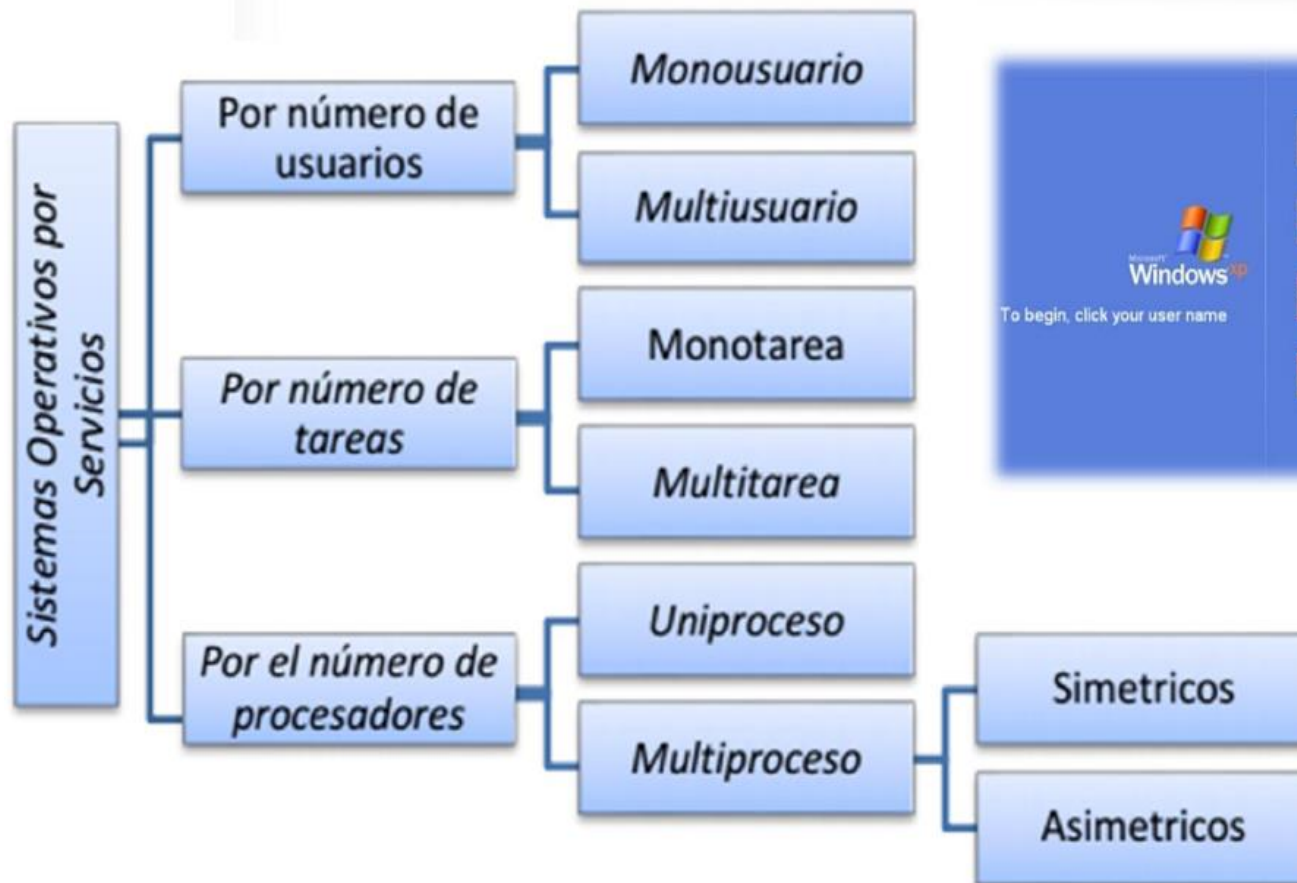 Sistemas Operativos por
Servicios
Por número de
usuarios
Monousuario
Multiusuario
Por número de
tareas
Monotarea
Multitarea
Por el número de
procesadores
Uniproceso
Multiproceso
Simetricos
Asimetricos
Microsoft
Windows xp
To begin, click your user name